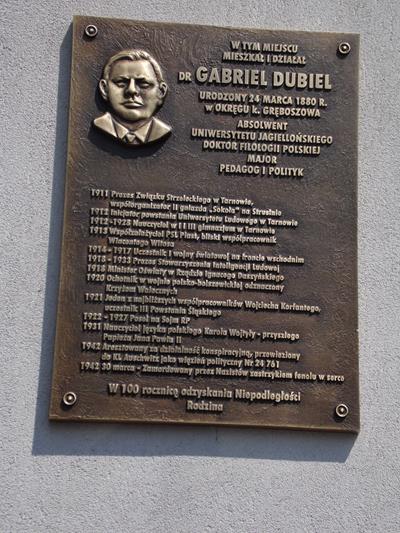 W TYM MIEJSCU
MIESZKAŁ I DZIAŁAŁ
DR GABRIEL DUBIEL
URODZONY 24 MARCA 1880 R.
W OKRĘGU k. GRĘBOSZOWA
ABSOLWENT
UNIWERSYTETU JAGIELLOŃSKIEGO
DOKTOR FILOLOGII POLSKIEJ
MAJOR
PEDAGOG I POLITYK
1911 Prezes Związku Strzeleckiego w Tarnowie,
współorganizator II gniazda „Sokoła” na Strusinie
1912 Inicjator powstania Uniwersytetu Ludowego w Tarnowie
1912 - 1922 Nauczyciel w I i III gimnazjum w Tarnowie
1913 Współzałożyciel PSL Piast, bliski współpracownik
Wincentego Witosa
1914 - 1917 Uczestnik I wojny światowej na froncie wschodnim
1918 - 1933 Prezes Stowarzyszenia Inteligencji Ludowej
1918 Minister Oświaty w Rządzie Ignacego Daszyńskiego
1920 Ochotnik w wojnie polsko-bolszewickiej odznaczony
Krzyżem Walecznych
1921 Jeden z najbliższych współpracowników Wojciecha Korfantego,
uczestnik III Powstania Śląskiego
1922 - 1927 Poseł na Sejm RP
1931 Nauczyciel języka polskiego Karola Wojtyły - przyszłego
Papieża Jana Pawła II
1942 Aresztowany za działalność konspiracyjną, przewieziony
do KL Auschwitz jako więzień polityczny Nr 24 761
1942 30 marca - Zamordowany przez Nazistów zastrzykiem fenolu w serce
W 100 rocznicę odzyskania Niepodległości
Rodzina